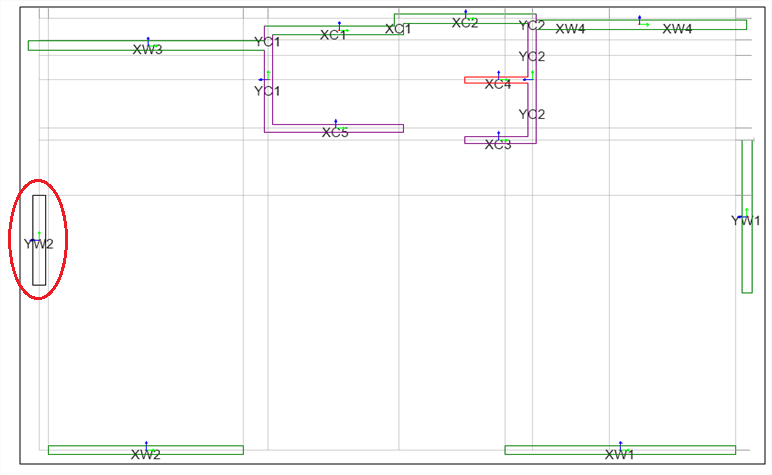 XC2
YC2
XC1
XW4
XW4
XC1
YC1
XW3
YC2
XC4
YC1
YC2
XC5
XC3
YW1
YW2
XW2
XW1